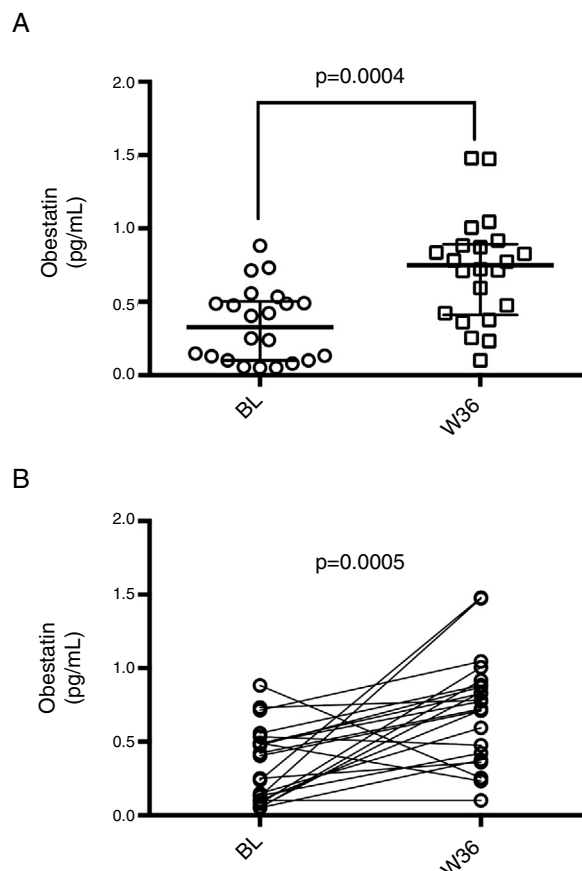 A
p=0.0004
2.0
1.5
1.0
0.5
0.0
Obestatin
(pg/mL)
BL
W36
B
p=0.0005
2.0
1.5
1.0
0.5
0.0
Obestatin
(pg/mL)
BL
W36